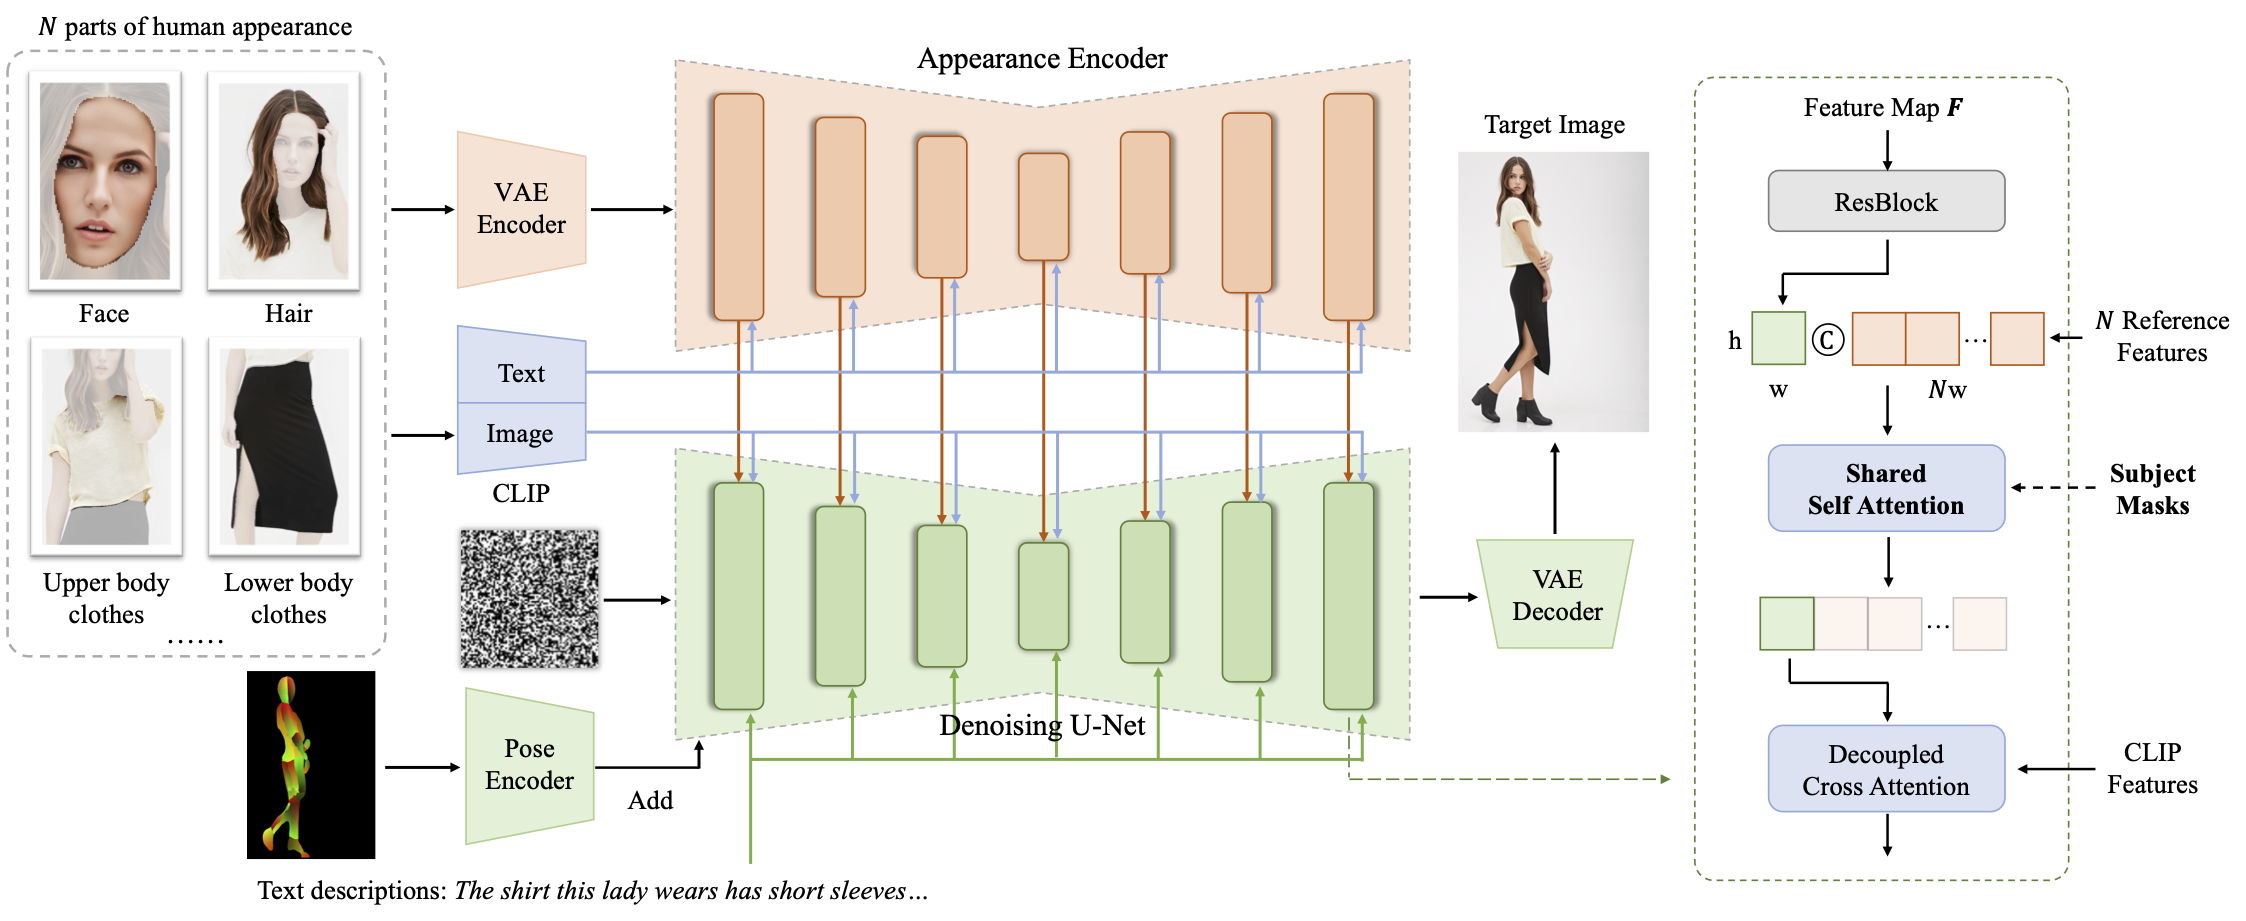 N parts of human appearance
Face
Hair
Upper body
clothes
Lower body
clothes
......
VAE
Encoder
Text
Image
CLIP
Pose
Encoder
Add
Text descriptions: The shirt this lady wears has short sleeves...
Appearance Encoder
Denoising U-Net
Target Image
VAE
Decoder
Feature Map F
ResBlock
h
C
...
w
Nw
N Reference
Features
Shared
Self Attention
Subject
Masks
...
Decoupled
Cross Attention
CLIP
Features